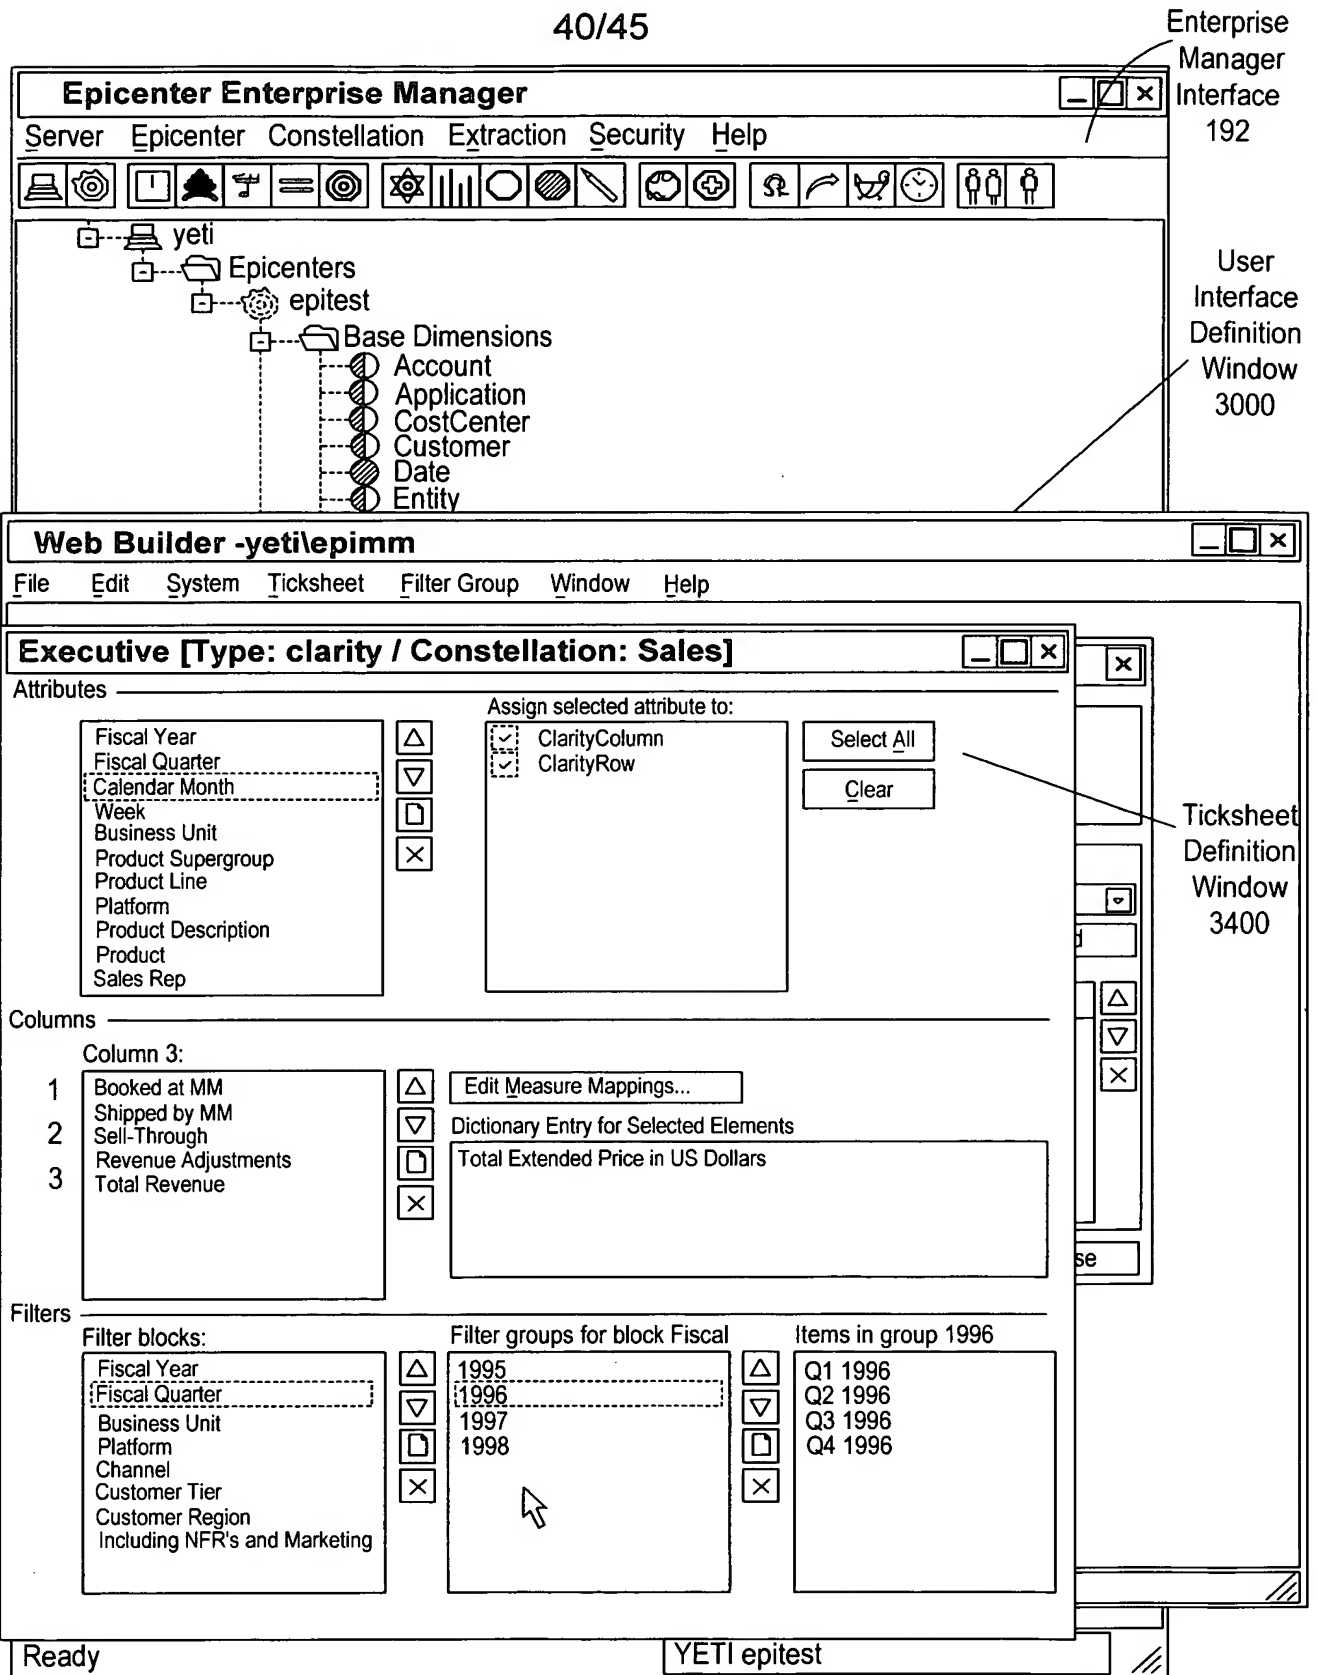 40/45
Enterprise
Manager
Interface
192
Epicenter Enterprise Manager
Server Epicenter Constellation Extraction Security Help
yeti
Epicenters
epitest
Base Dimensions
Account
Application
CostCenter
Customer
Date
Entity
User
Interface
Definition
Window
3000
Web Builder -yeti\epimm
File Edit System Ticksheet Filter Group Window Help
Executive [Type: clarity / Constellation: Sales]
Attributes
Fiscal Year
Fiscal Quarter
Calendar Month
Week
Business Unit
Product Supergroup
Product Line
Platform
Product Description
Product
Sales Rep
Assign selected attribute to:
ClarityColumn
ClarityRow
Select All
Clear
Ticksheet
Definition
Window
3400
Columns
Column 3:
1
2
3
Booked at MM
Shipped by MM
Sell-Through
Revenue Adjustments
Total Revenue
Edit Measure Mappings...
Dictionary Entry for Selected Elements
Total Extended Price in US Dollars
se
Filters
Filter blocks:
Fiscal Year
Fiscal Quarter
Business Unit
Platform
Channel
Customer Tier
Customer Region
Including NFR's and Marketing
Filter groups for block Fiscal
1995
1996
1997
1998
Items in group 1996
Q1 1996
Q2 1996
Q3 1996
Q4 1996
Ready
YETI epitest